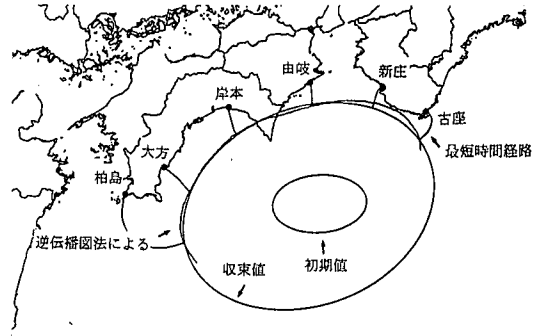 由岐
新庄
岸本
古座
最短時間経路
大方
柏島
逆伝播図法による
収束値
初期値